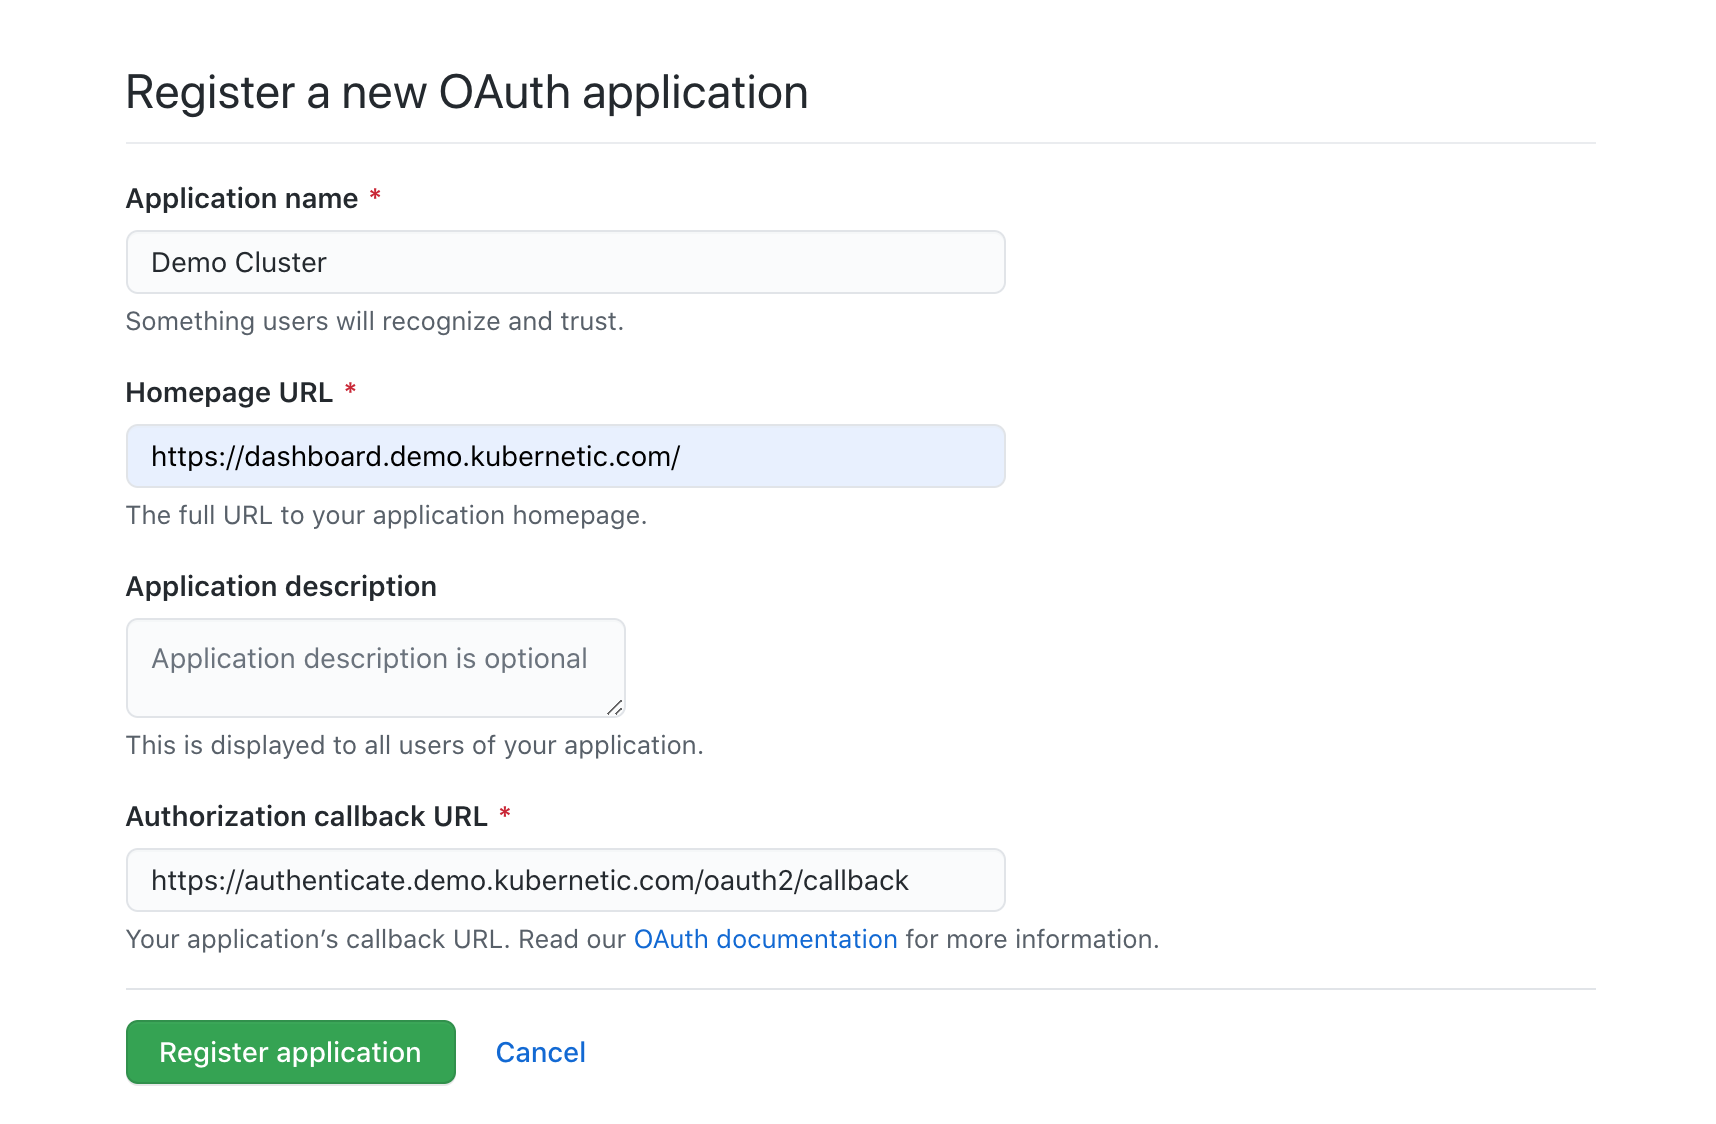 Register a new OAuth application
Application name *
Demo Cluster
Something users will recognize and trust.
Homepage URL *
https://dashboard.demo.kubernetic.com/
The full URL to your application homepage.
Application description
Application description is optional
This is displayed to all users of your application.
Authorization callback URL *
https://authenticate.demo.kubernetic.com/oauth2/callback
Your application’s callback URL. Read our OAuth documentation for more information.
Register application Cancel